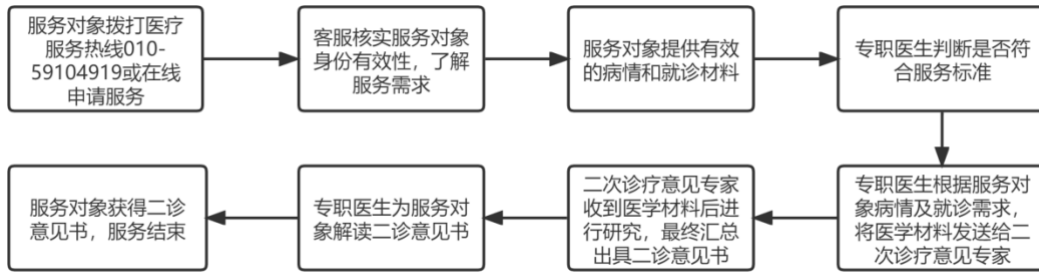 服务对象拨打医疗
服务热线010-
59104919或在线
申请服务
客服核实服务对象
身份有效性，了解
服务需求
服务对象提供有效
的病情和就诊材料
专职医生判断是否符
合服务标准
专职医生根据服务对
象病情及就诊需求，
将医学材料发送给二
次诊疗意见专家
二次诊疗意见专家
收到医学材料后进
行研究，最终汇总
出具二诊意见书
专职医生为服务对
象解读二诊意见书
服务对象获得二诊
意见书，服务结束